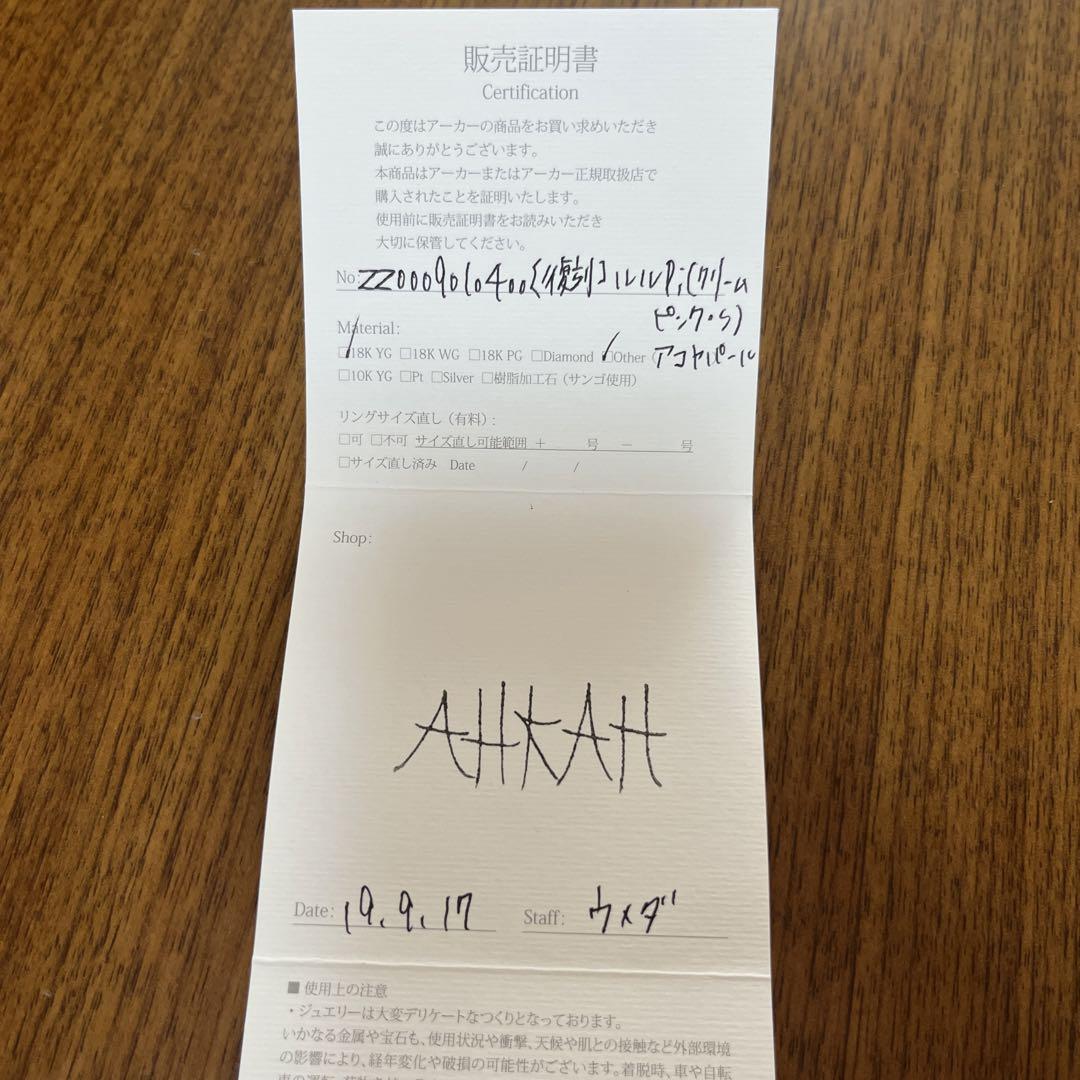 販売証明書
Certification
この度はアーカーの商品をお買い求めいただき
誠にありがとうございます。
本商品はアーカーまたはアーカー正規取扱店で
購入されたことを証明いたします。
使用前に販売証明書をお読みいただき
大切に保管してください。
No: ZZ0009010400〔復刻〕ルルPi(クリーム
ピンク・S)
Material:
□18K YG □18K WG □18K PG □Diamond □Other (アコヤパール
□10K YG □Pt □Silver □樹脂加工石（サンゴ使用）
リングサイズ直し（有料）:
□可 □不可 サイズ直し可能範囲 ＋ 号 － 号
□サイズ直し済み Date / /
Shop:
AHKAH
Date: 19.9.17 Staff: ウメダ
■ 使用上の注意
・ジュエリーは大変デリケートなつくりとなっております。
いかなる金属や宝石も、使用状況や衝撃、天候や肌との接触など外部環境
の影響により、経年変化や破損の可能性がございます。着脱時、車や自転